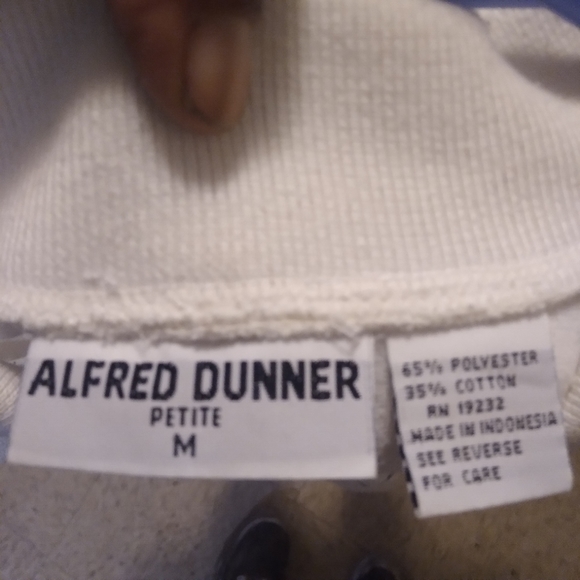 ALFRED DUNNER
PETITE
M
65% POLYESTER
35% COTTON
RN 19232
MADE IN INDONESIA
SEE REVERSE
FOR CARE